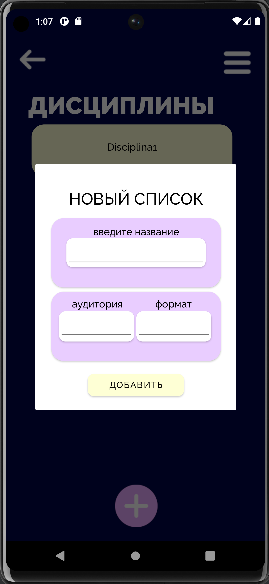 1:07
дисциплины
Disciplina1
НОВЫЙ СПИСОК
введите название
аудитория формат
ДОБАВИТЬ